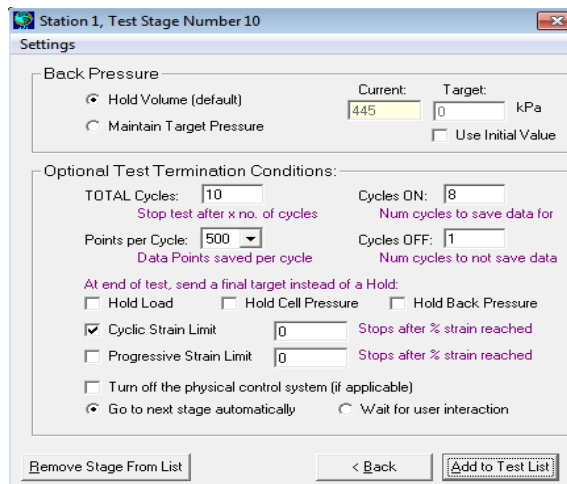 Station 1, Test Stage Number 10
Settings
Back Pressure
Hold Volume (default)
Maintain Target Pressure
Current: Target:
445 0 kPa
Use Initial Value
Optional Test Termination Conditions:
TOTAL Cycles: 10 Cycles ON: 8
Stop test after x no. of cycles Num cycles to save data for
Points per Cycle: 500 Cycles OFF: 1
Data Points saved per cycle Num cycles to not save data
At end of test, send a final target instead of a Hold:
Hold Load Hold Cell Pressure Hold Back Pressure
Cyclic Strain Limit 0 Stops after % strain reached
Progressive Strain Limit 0 Stops after % strain reached
Turn off the physical control system (if applicable)
Go to next stage automatically Wait for user interaction
Remove Stage From List < Back Add to Test List